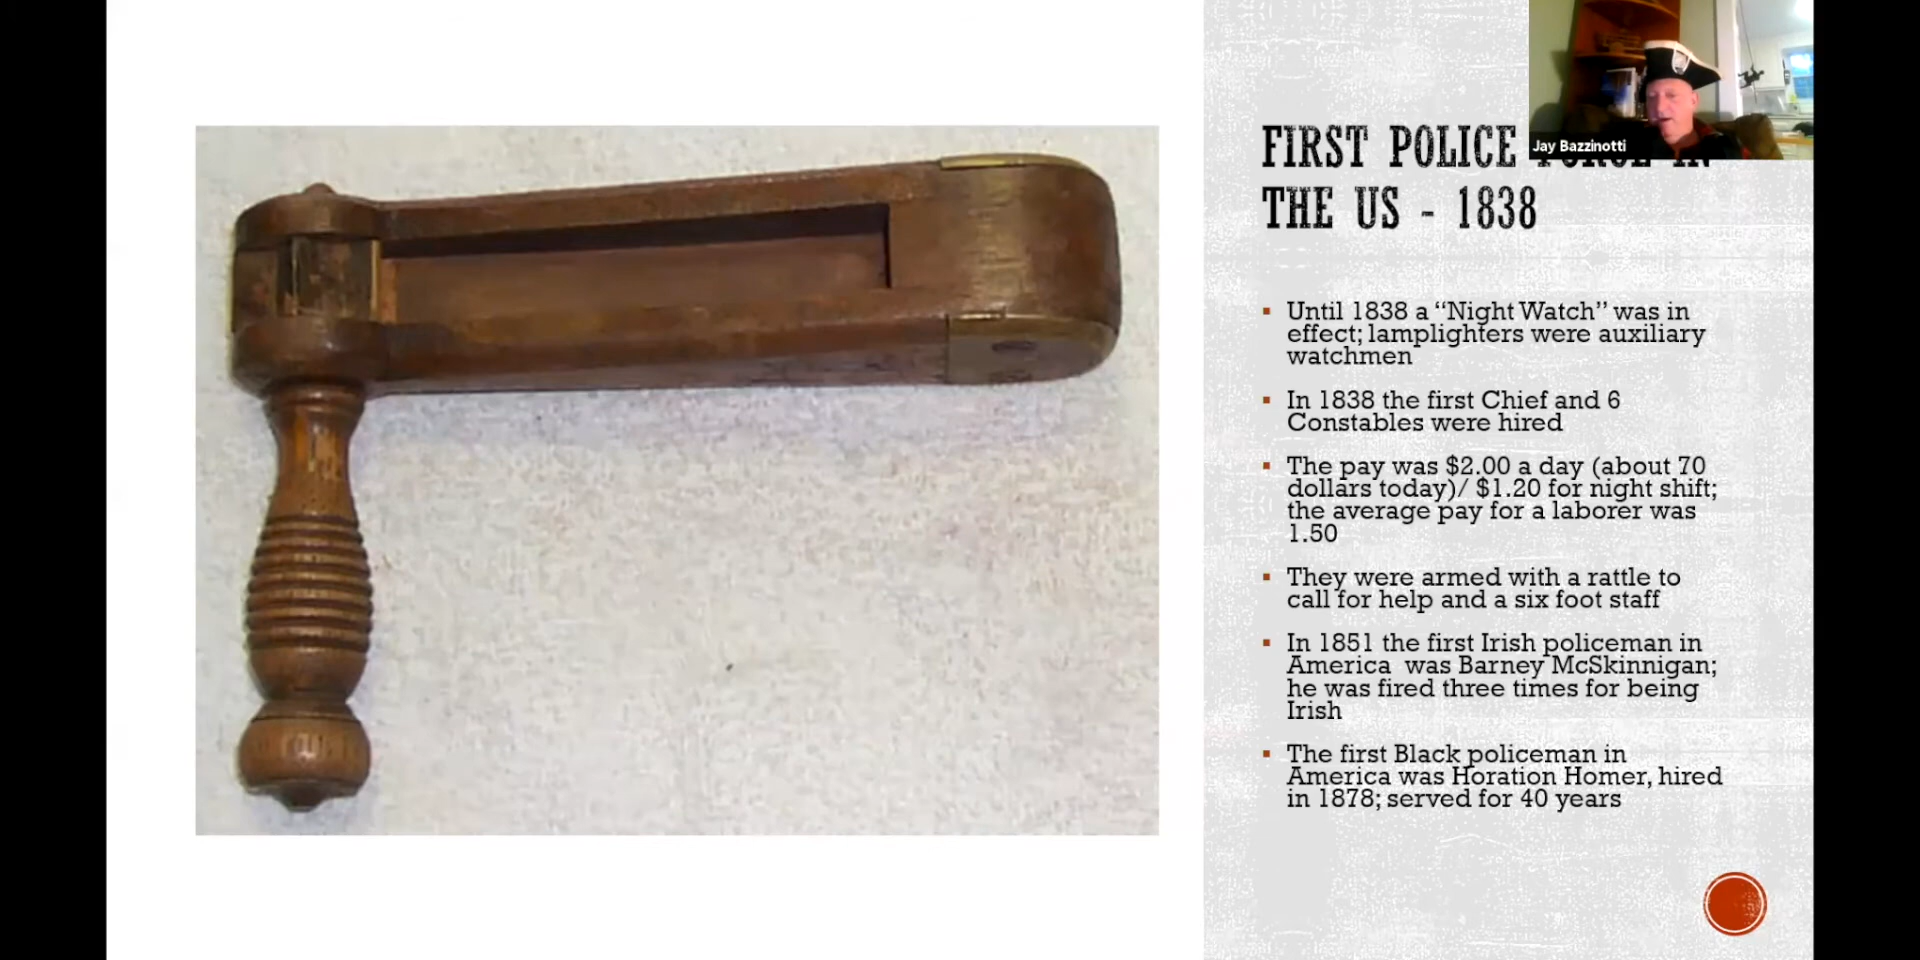 FIRST POLICE
THE US - 1838
Jay Bazzinotti
Until 1838 a “Night Watch” was in
effect; lamplighters were auxiliary
watchmen
In 1838 the first Chief and 6
Constables were hired
The pay was $2.00 a day (about 70
dollars today)/ $1.20 for night shift;
the average pay for a laborer was
1.50
They were armed with a rattle to
call for help and a six foot staff
In 1851 the first Irish policeman in
America was Barney McSkinnigan;
he was fired three times for being
Irish
The first Black policeman in
America was Horation Homer, hired
in 1878; served for 40 years